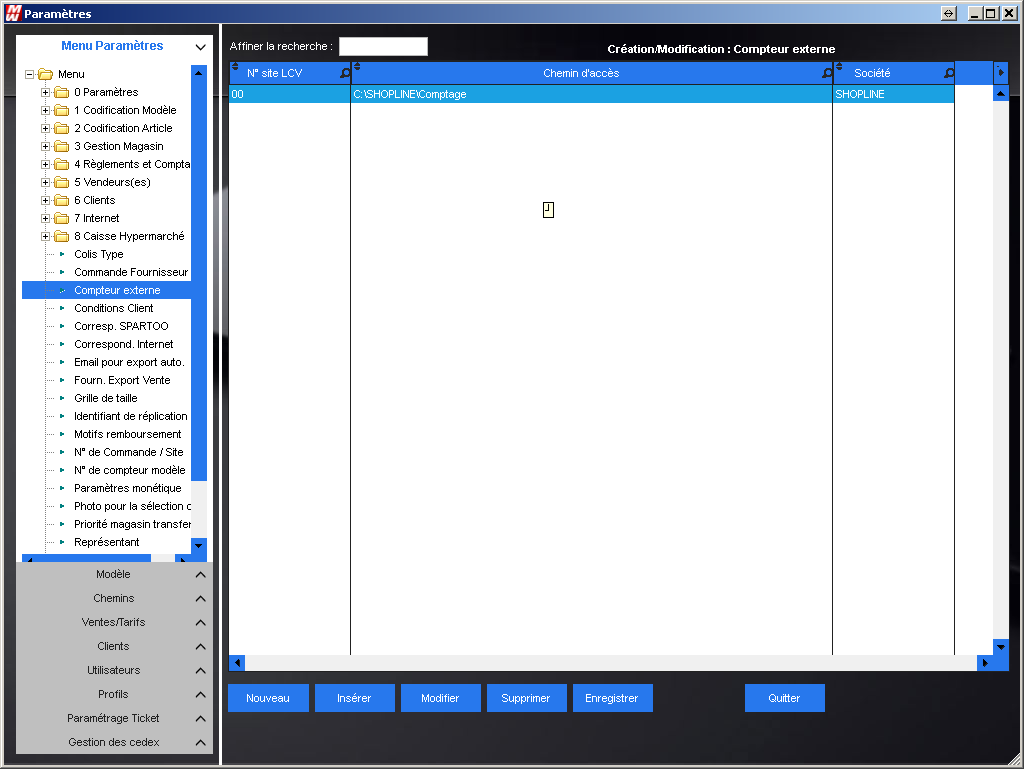 Paramètres
Menu Paramètres
Menu
0 Paramètres
1 Codification Modèle
2 Codification Article
3 Gestion Magasin
4 Règlements et Compta
5 Vendeurs(es)
6 Clients
7 Internet
8 Caisse Hypermarché
Colis Type
Commande Fournisseur
Compteur externe
Conditions Client
Corresp. SPARTOO
Correspond. Internet
Email pour export auto.
Fourn. Export Vente
Grille de taille
Identifiant de réplication
Motifs remboursement
N° de Commande / Site
N° de compteur modèle
Paramètres monétique
Photo pour la sélection
Priorité magasin transfer
Représentant
Modèle
Chemins
Ventes/Tarifs
Clients
Utilisateurs
Profils
Paramétrage Ticket
Gestion des cedex
Affiner la recherche :
Création/Modification : Compteur externe
N° site LCV Chemin d'accès Société
00 C:\SHOPLINE\Comptage SHOPLINE
Nouveau Insérer Modifier Supprimer Enregistrer Quitter